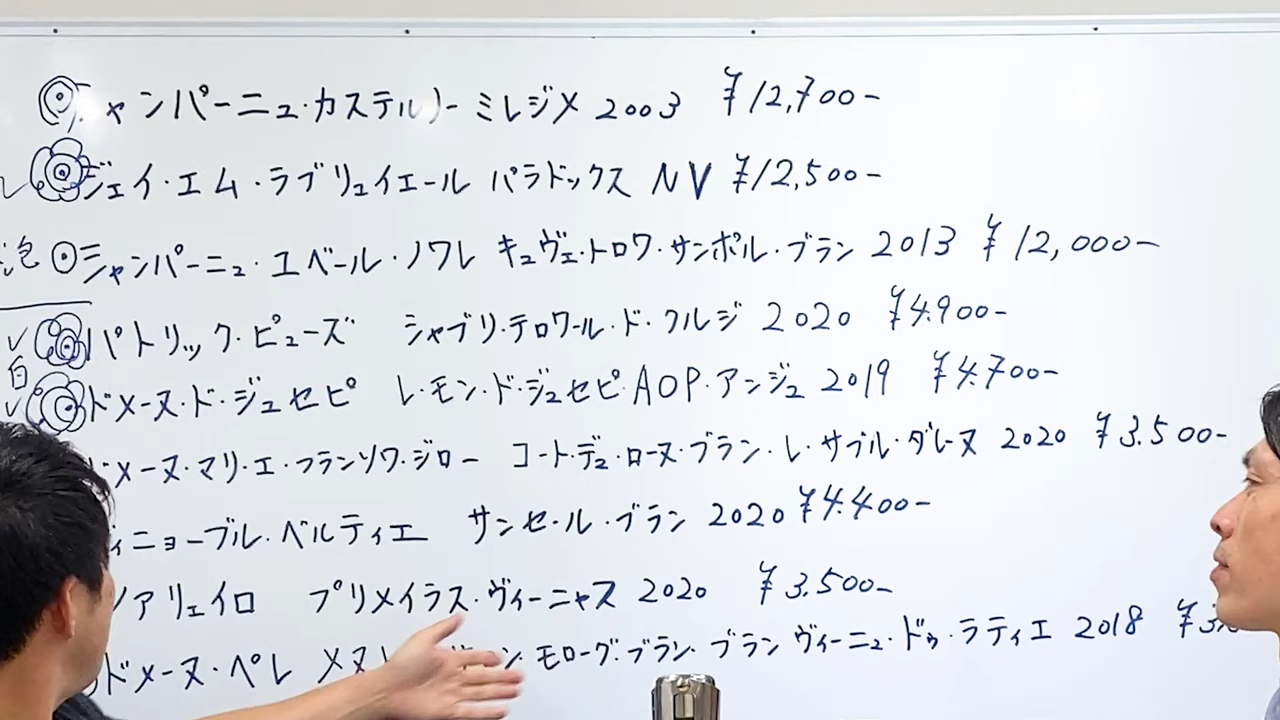 シャンパーニュ・カステルノー ミレジメ 2003 ¥12,700-
ジェイ・エム・ラブリュイエール パラドックス NV ¥12,500-
泡 シャンパーニュ・エベール・ノワレ キュヴェ・トロワ・サンポル・ブラン 2013 ¥12,000-
✓ パトリック・ピューズ シャブリ・テロワール・ド・クルジ 2020 ¥4.900-
白
✓ ドメーヌ・ド・ジュセピ レ・モン・ド・ジュセピ・AOP・アンジュ 2019 ¥4.700-
ドメーヌ・マリ・エ・フランソワ・ジロー コート・デュ・ローヌ・ブラン・レ・サブル・ダレーヌ 2020 ¥3.500-
ィニョーブル・ベルティエ サンセール・ブラン 2020 ¥4.400-
ァリェイロ プリメイラス・ヴィーニャス 2020 ¥3.500-
ドメーヌ・ペレ メヌ モローグ・ブラン・ブラン ヴィーニュ・ドゥ・ラティエ 2018 ¥3